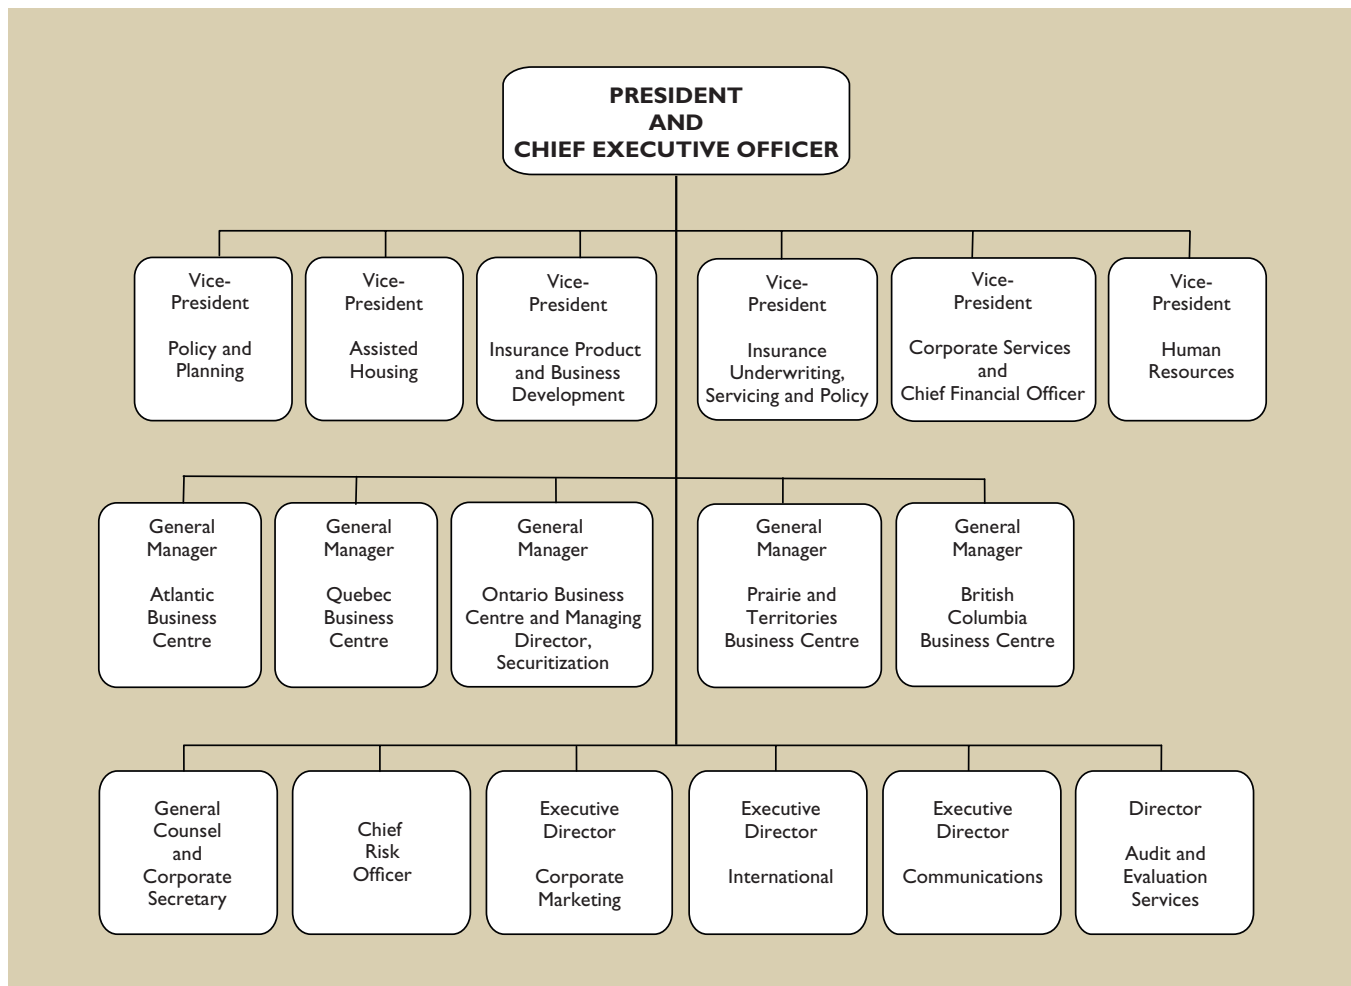 PRESIDENT
AND
CHIEF EXECUTIVE OFFICER
Vice-
President
Policy and
Planning
Vice-
President
Assisted
Housing
Vice-
President
Insurance Product
and Business
Development
Vice-
President
Insurance
Underwriting,
Servicing and Policy
Vice-
President
Corporate Services
and
Chief Financial Officer
Vice-
President
Human
Resources
General
Manager
Atlantic
Business
Centre
General
Manager
Quebec
Business
Centre
General
Manager
Ontario Business
Centre and Managing
Director,
Securitization
General
Manager
Prairie and
Territories
Business Centre
General
Manager
British
Columbia
Business Centre
General
Counsel
and
Corporate
Secretary
Chief
Risk
Officer
Executive
Director
Corporate
Marketing
Executive
Director
International
Executive
Director
Communications
Director
Audit and
Evaluation
Services